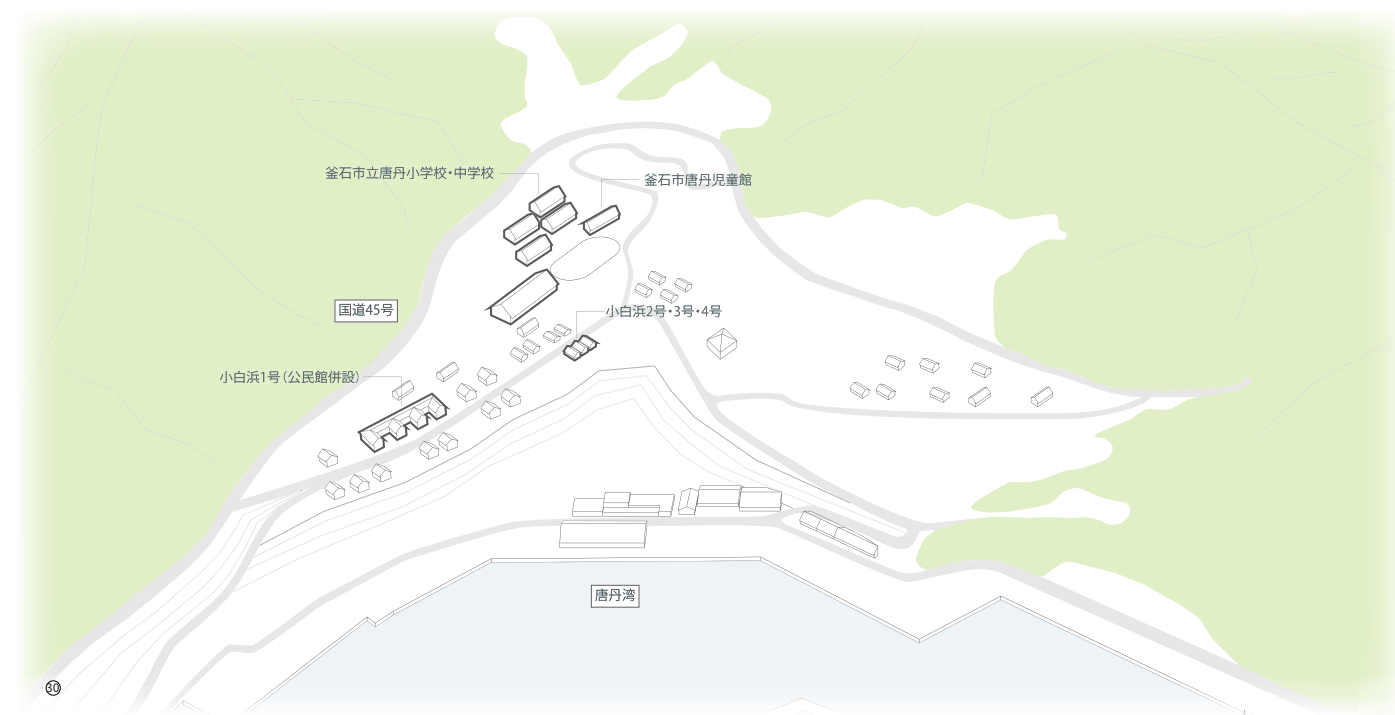 釜石市立唐丹小学校・中学校
釜石市唐丹児童館
国道45号
小白浜2号・3号・4号
小白浜1号（公民館併設）
唐丹湾
30